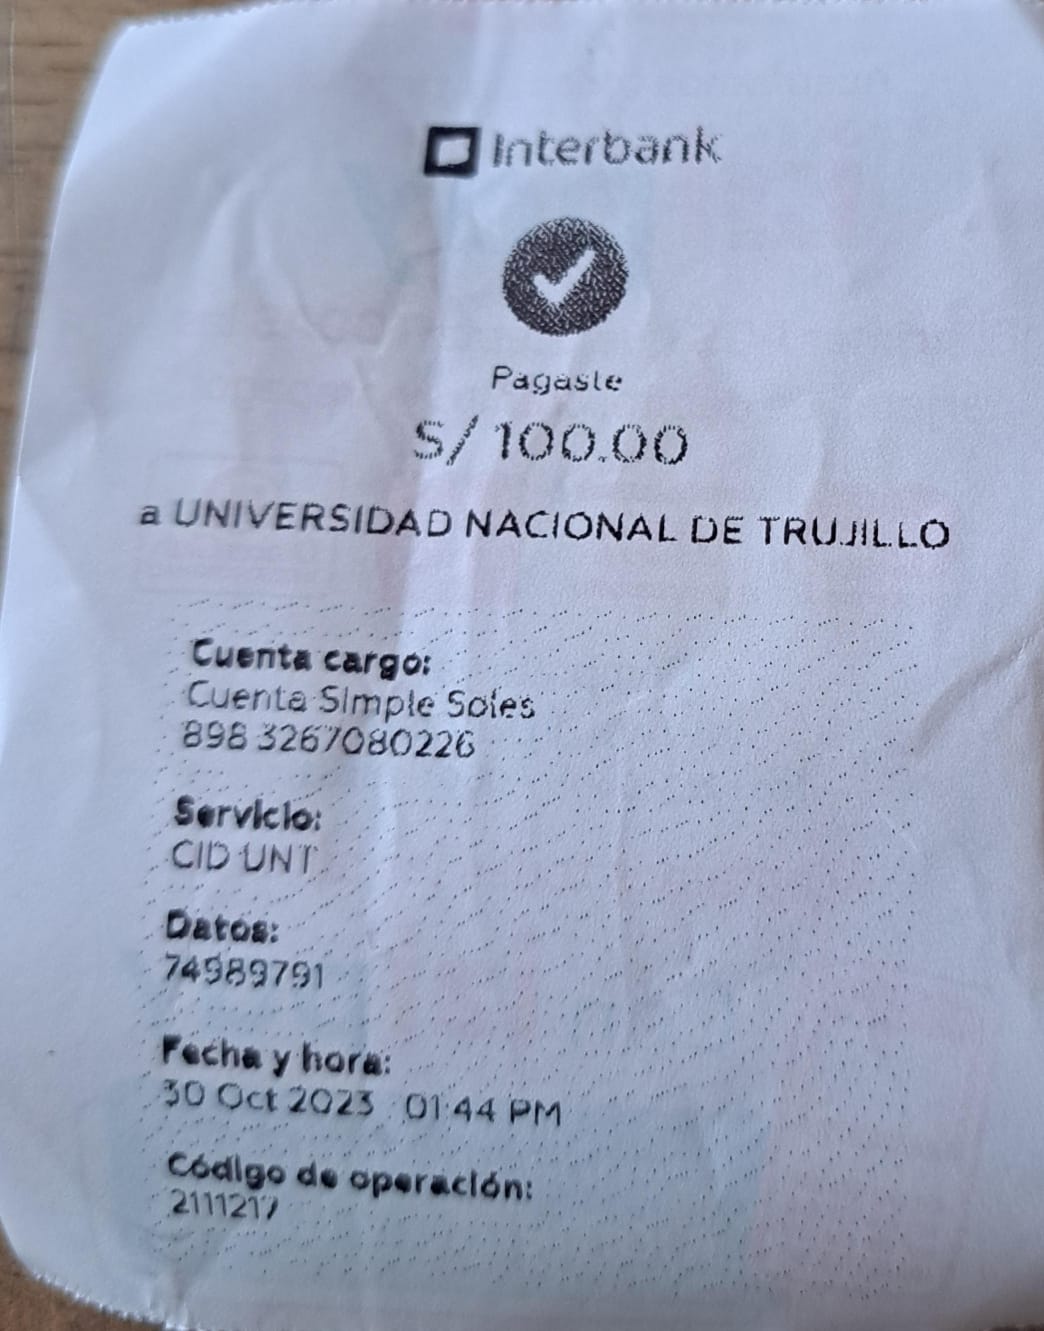 Interbank
Pagaste
S/ 100.00
a UNIVERSIDAD NACIONAL DE TRUJILLO
Cuenta cargo:
Cuenta Simple Soles
898 3267080226
Servicio:
CID UNT
Datos:
74989791
Fecha y hora:
30 Oct 2023 01:44 PM
Código de operación:
2111217